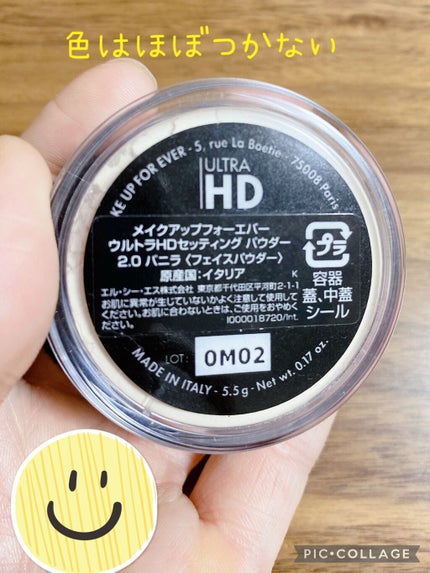 色はほぼつかない
KE UP FOR EVER - 5, rue La Boetie - 75008 Paris
ULTRA
HD
メイクアップフォーエバー
ウルトラHDセッティング パウダー
2.0 バニラ〈フェイスパウダー〉
原産国:イタリア K
エル・シー・エス株式会社 東京都千代田区平河町2-1-1
お肌に異常が生じていないかよく注意して使用して
ください。お肌に合わないときは、ご使用をおやめく
ださい。 I000018720/Int.
プラ
容器
蓋、中蓋
シール
LOT: 0M02
MADE IN ITALY - 5.5g - Net wt. 0.17 oz.
PIC•COLLAGE